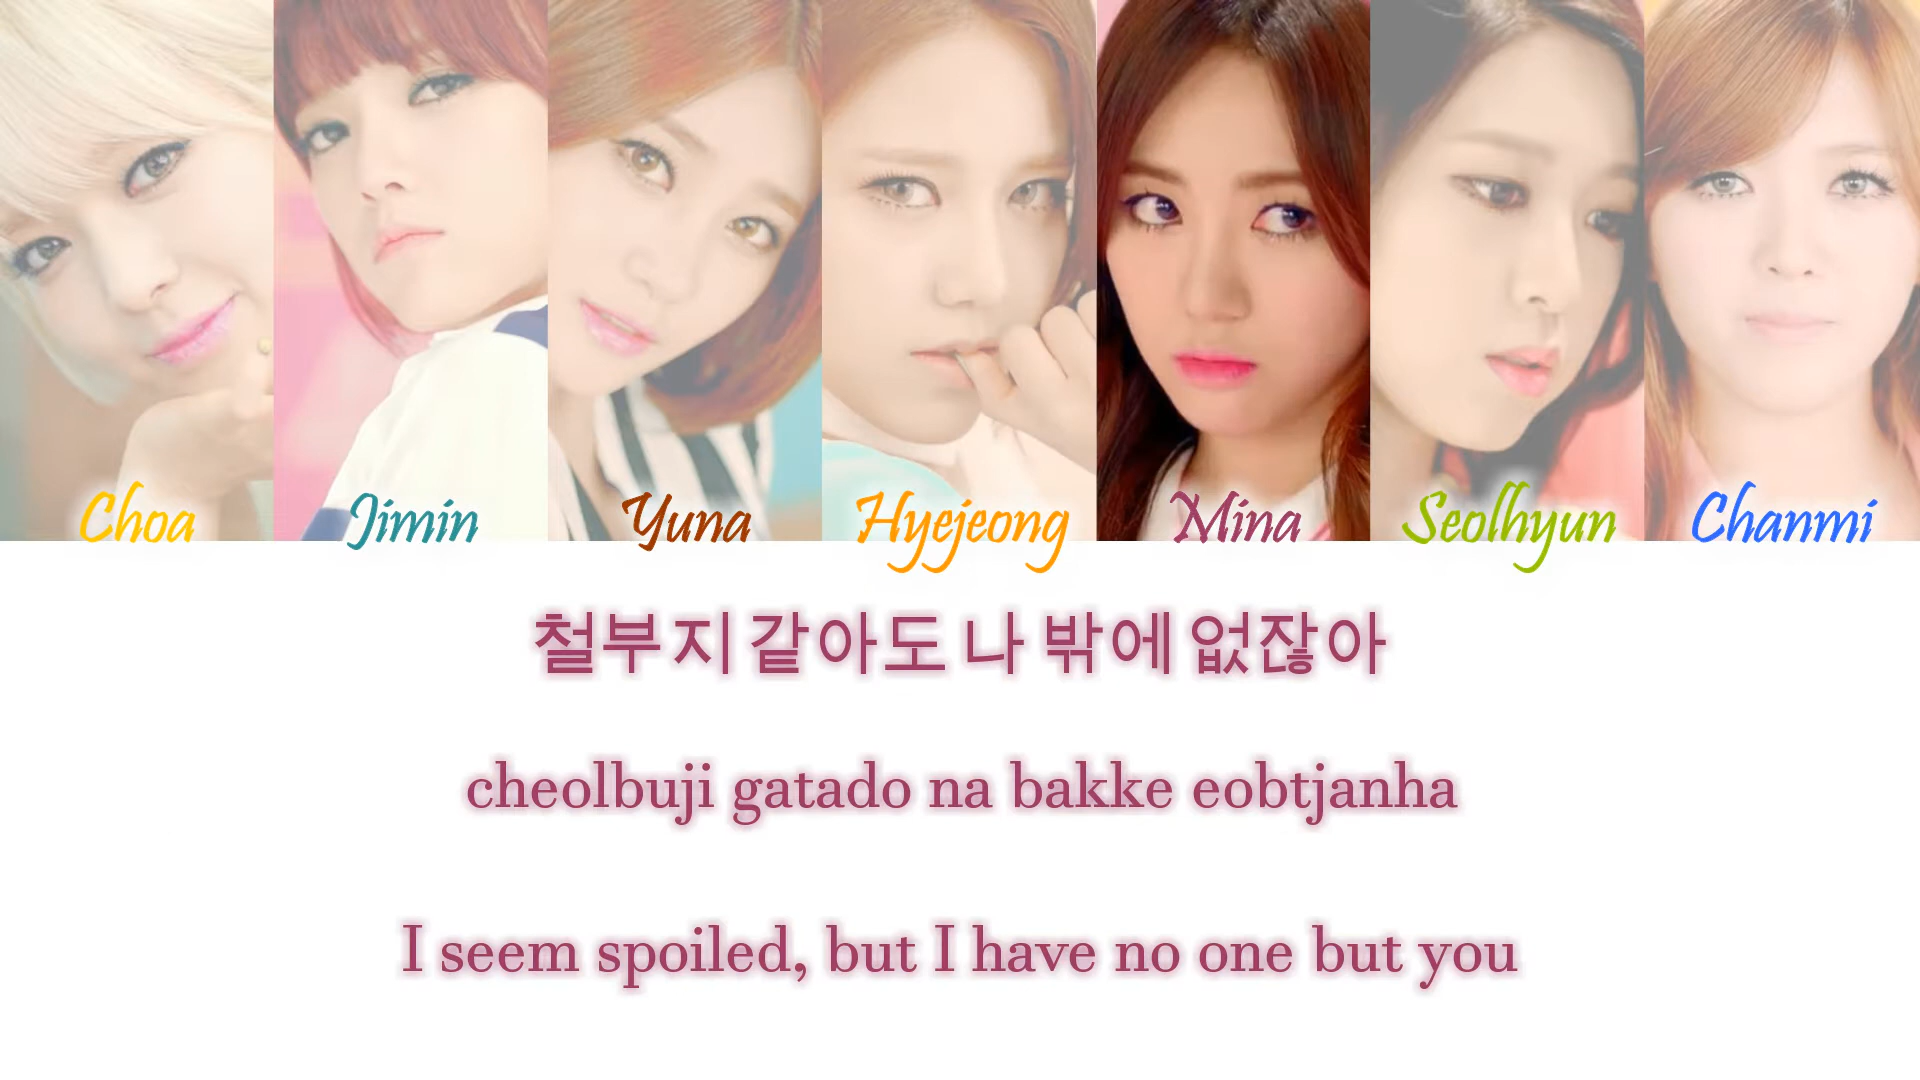 Choa Jimin Yuna Hyejeong Mina Seolhyun Chanmi
철부지 같아도 나 밖에 없잖아
cheolbuji gatado na bakke eobtjanha
I seem spoiled, but I have no one but you